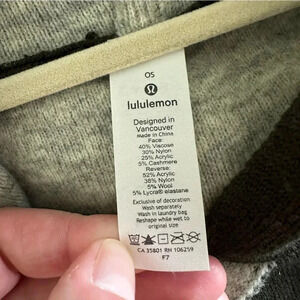 OS
lululemon
Designed in
Vancouver
Made in China
Face:
40% Viscose
30% Nylon
25% Acrylic
5% Cashmere
Reverse:
52% Acrylic
38% Nylon
5% Wool
5% Lycra® elastane
Exclusive of decoration
Wash separately
Wash in laundry bag
Reshape while wet to
original size
CA 35801 RN 106259
F7